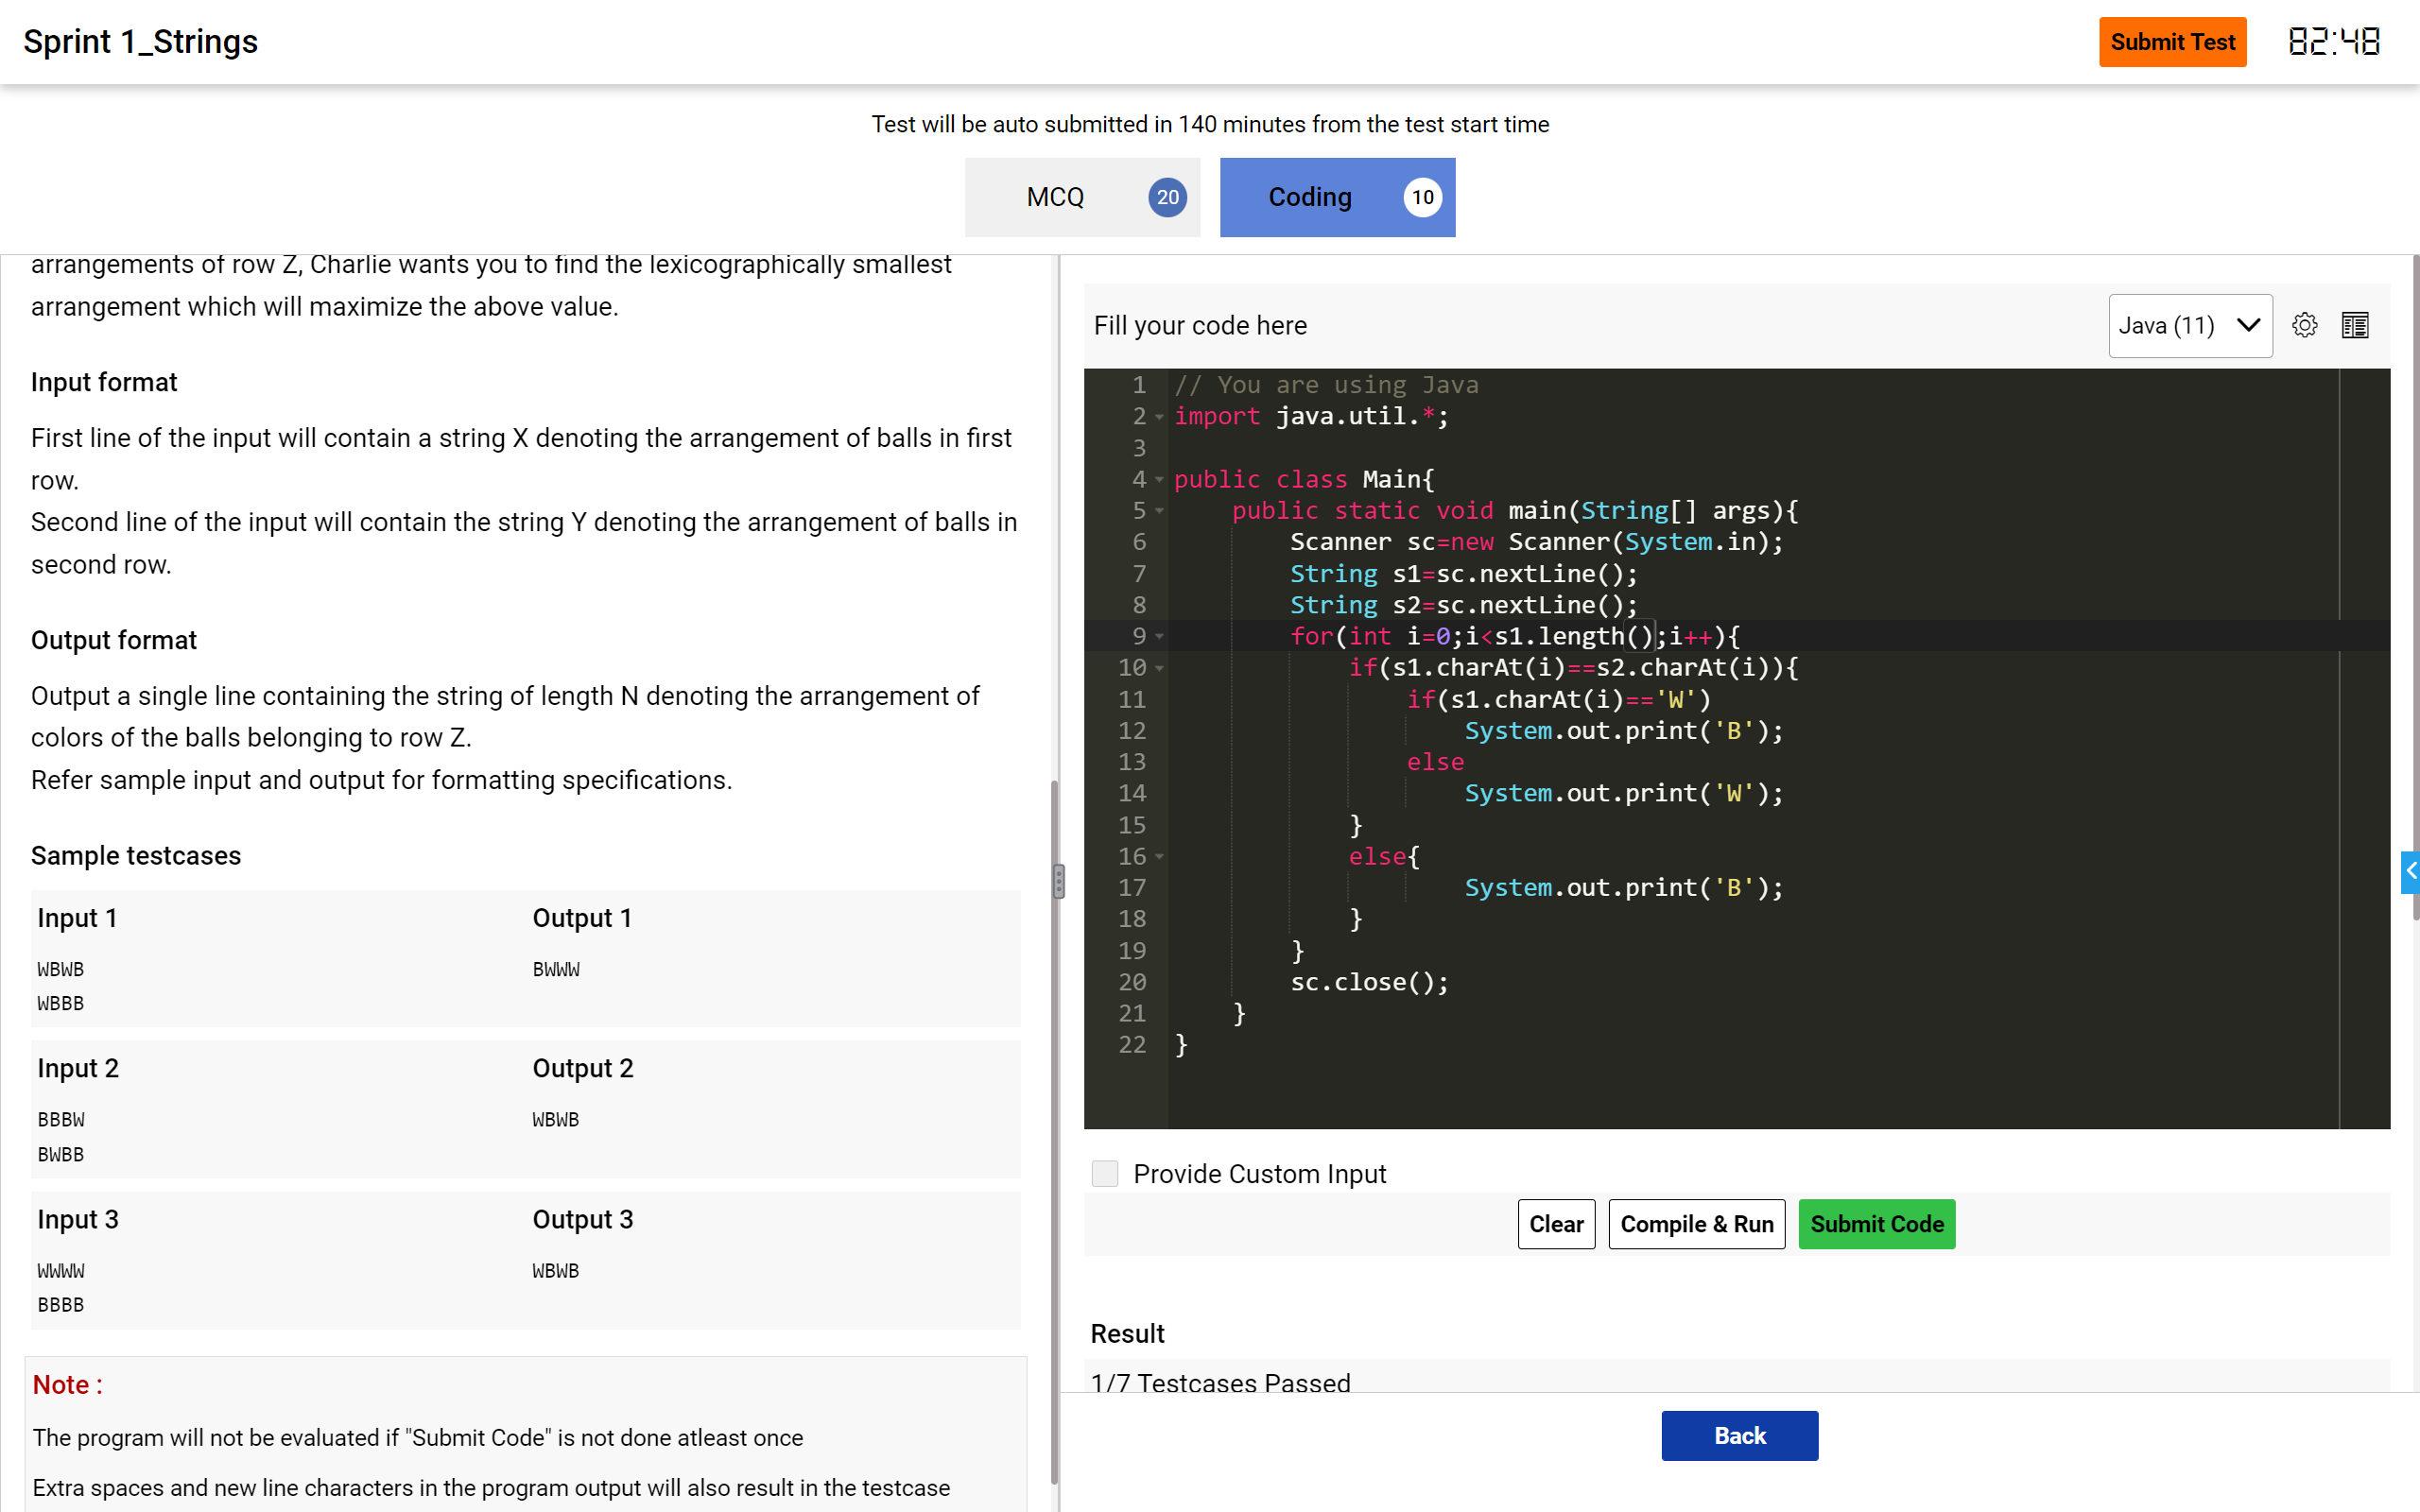 Sprint 1_Strings
Submit Test
82:48
Test will be auto submitted in 140 minutes from the test start time
MCQ 20
Coding 10
arrangements of row Z, Charlie wants you to find the lexicographically smallest
arrangement which will maximize the above value.
Input format
First line of the input will contain a string X denoting the arrangement of balls in first
row.
Second line of the input will contain the string Y denoting the arrangement of balls in
second row.
Output format
Output a single line containing the string of length N denoting the arrangement of
colors of the balls belonging to row Z.
Refer sample input and output for formatting specifications.
Sample testcases
Input 1 Output 1
WBWB BWWW
WBBB
Input 2 Output 2
BBBW WBWB
BWBB
Input 3 Output 3
WWWW WBWB
BBBB
Note :
The program will not be evaluated if "Submit Code" is not done atleast once
Extra spaces and new line characters in the program output will also result in the testcase
Fill your code here
Java (11)
1 // You are using Java
2 import java.util.*;
3
4 public class Main{
5     public static void main(String[] args){
6         Scanner sc=new Scanner(System.in);
7         String s1=sc.nextLine();
8         String s2=sc.nextLine();
9         for(int i=0;i<s1.length();i++){
10             if(s1.charAt(i)==s2.charAt(i)){
11                 if(s1.charAt(i)=='W')
12                     System.out.print('B');
13                 else
14                     System.out.print('W');
15             }
16             else{
17                     System.out.print('B');
18             }
19         }
20         sc.close();
21     }
22 }
Provide Custom Input
Clear
Compile & Run
Submit Code
Result
1/7 Testcases Passed
Back